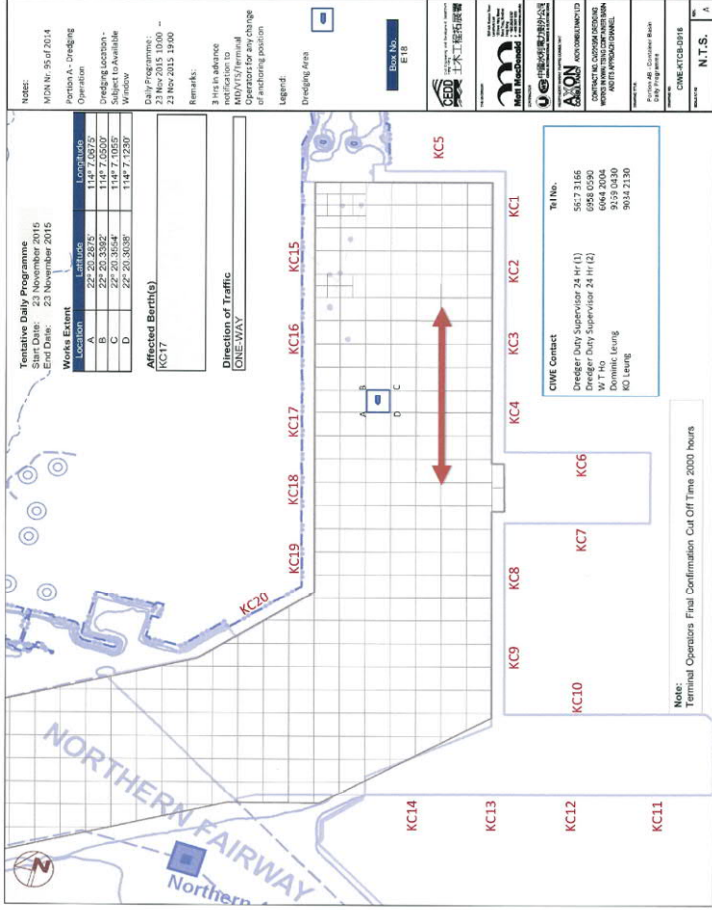 Tentative Daily Programme
Start Date: 23 November 2015
End Date: 23 November 2015
Works Extent
Location Latitude Longitude
A 22° 20.2875' 114° 7.0875'
B 22° 20.3392' 114° 7.0500'
C 22° 20.3554' 114° 7.1055'
D 22° 20.3038' 114° 7.1230'
Affected Berth(s)
KC17
Direction of Traffic
ONE-WAY
Notes:
MDN Nr. 95 of 2014
Portion A - Dredging
Operation
Dredging Location -
Subject to Available
Window
Daily Programme:
23 Nov 2015 10:00 –
23 Nov 2015 19:00
Remarks:
3 Hrs in advance
notification to
MD/VTS/Terminal
Operators for any change
of anchoring position
Legend:
Dredging Area
Box No.
E18
CEDD
土木工程拓展署
Mott MacDonald
AXON
CONSULTANCY
Portion AB - Container Basin
Daily Programme
CIWE-KTCB-D916
N.T.S.
A
N
NORTHERN FAIRWAY
Northern
KC20
KC19
KC18
KC17
KC16
KC15
KC5
A B
D C
KC14
KC13
KC12
KC11
KC10
KC9
KC8
KC7
KC6
KC4
KC3
KC2
KC1
CIWE Contact Tel No.
Dredger Duty Supervisor 24 Hr (1) 5617 3166
Dredger Duty Supervisor 24 Hr (2) 6958 0590
W T Ho 6064 2004
Dominic Leung 9259 0430
KO Leung 9034 2130
Note:
Terminal Operators Final Confirmation Cut Off Time 2000 hours